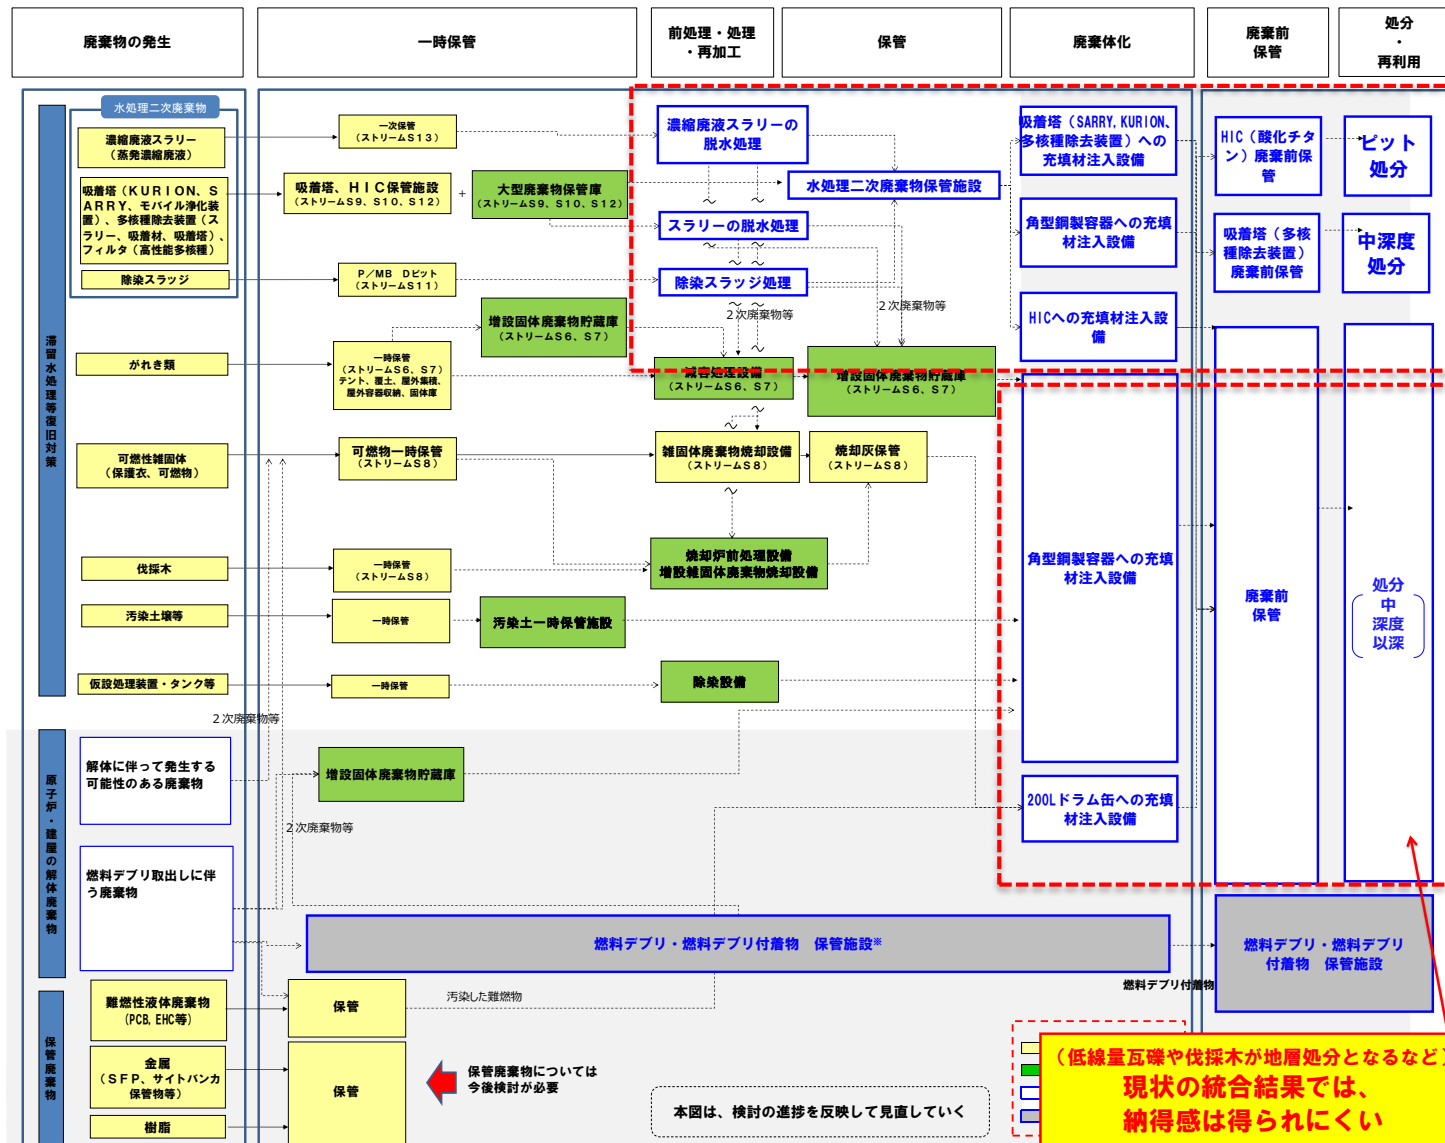 廃棄物の発生
一時保管
前処理・処理
・再加工
保管
廃棄体化
廃棄前
保管
処分
・
再利用
滞留水処理等復旧対策
水処理二次廃棄物
濃縮廃液スラリー
(蒸発濃縮廃液)
吸着塔（ＫＵＲＩＯＮ、Ｓ
ＡＲＲＹ、モバイル浄化装
置）、多核種除去装置（ス
ラリー、吸着材、吸着塔）、
フィルタ（高性能多核種）
除染スラッジ
がれき類
可燃性雑固体
（保護衣、可燃物）
伐採木
汚染土壌等
仮設処理装置・タンク等
一次保管
（ストリームＳ１３）
吸着塔、ＨＩＣ保管施設
（ストリームＳ９、Ｓ１０、Ｓ１２）
+
大型廃棄物保管庫
（ストリームＳ９、Ｓ１０、Ｓ１２）
Ｐ／ＭＢ　Ｄピット
（ストリームＳ１１）
増設固体廃棄物貯蔵庫
（ストリームＳ６、Ｓ７）
一時保管
（ストリームＳ６、Ｓ７）
テント、覆土、屋外集積、
屋外容器収納、固体庫
可燃物一時保管
（ストリームＳ８）
一時保管
（ストリームＳ８）
一時保管
汚染土一時保管施設
一時保管
濃縮廃液スラリーの
脱水処理
スラリーの脱水処理
除染スラッジ処理
２次廃棄物等
２次廃棄物等
水処理二次廃棄物保管施設
減容処理設備
（ストリームＳ６、Ｓ７）
増設固体廃棄物貯蔵庫
（ストリームＳ６、Ｓ７）
雑固体廃棄物焼却設備
（ストリームＳ８）
焼却灰保管
（ストリームＳ８）
焼却炉前処理設備
増設雑固体廃棄物焼却設備
除染設備
吸着塔（SARRY,KURION、
多核種除去装置）への
充填材注入設備
角型鋼製容器への充填
材注入設備
HICへの充填材注入設
備
角型鋼製容器への充填
材注入設備
200Lドラム缶への充填
材注入設備
HIC（酸化チタ
ン）廃棄前保
管
吸着塔（多核
種除去装置）
廃棄前保管
廃棄前
保管
ピット
処分
中深度
処分
処分
中
深度
以深
原子炉・建屋の解体廃棄物
２次廃棄物等
解体に伴って発生する
可能性のある廃棄物
増設固体廃棄物貯蔵庫
２次廃棄物等
燃料デブリ取出しに伴
う廃棄物
燃料デブリ・燃料デブリ付着物　保管施設※
燃料デブリ・燃料デブリ
付着物　保管施設
燃料デブリ付着物
保管廃棄物
難燃性液体廃棄物
(PCB,EHC等)
保管
汚染した難燃物
金属
（ＳＦＰ、サイトバンカ
保管物等）
樹脂
保管
保管廃棄物については
今後検討が必要
本図は、検討の進捗を反映して見直していく
（低線量瓦礫や伐採木が地層処分となるなど）
現状の統合結果では、
納得感は得られにくい